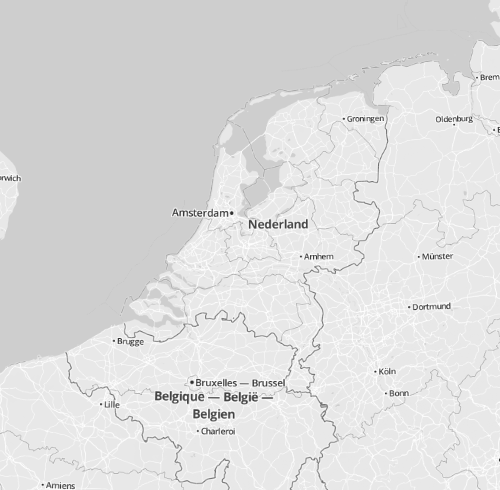 Brem
Groningen
Oldenburg
rwich
Amsterdam
Nederland
Arnhem
Münster
Dortmund
Brugge
Köln
Bruxelles — Brussel
Bonn
Belgique — België —
Belgien
Lille
Charleroi
Amiens